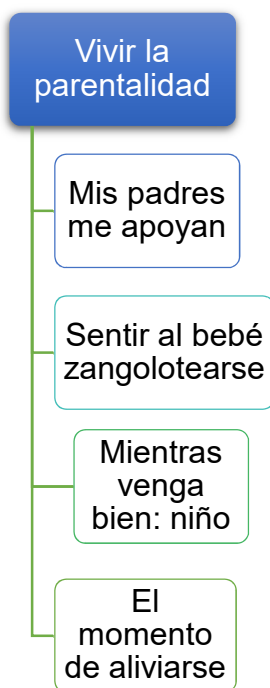 Vivir la
parentalidad
Mis padres
me apoyan
Sentir al bebé
zangolotearse
Mientras
venga
bien: niño
El
momento
de aliviarse